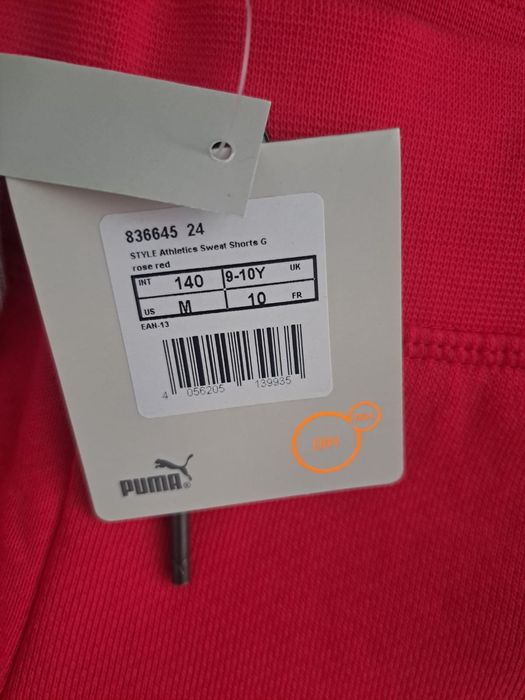 836645 24
STYLE Athletics Sweat Shorts G
rose red
INT 140 9-10Y UK
US M 10 FR
EAN-13
4 056205 139935
PUMA®